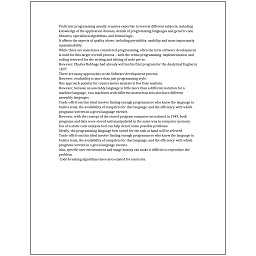 Proficient programming usually requires expertise in several different subjects, including
knowledge of the application domain, details of programming languages and generic code
libraries, specialized algorithms, and formal logic.
It affects the aspects of quality above, including portability, usability and most importantly
maintainability.
While these are sometimes considered programming, often the term software development
is used for this larger overall process – with the terms programming, implementation, and
coding reserved for the writing and editing of code per se.
However, Charles Babbage had already written his first program for the Analytical Engine in
1837.
There are many approaches to the Software development process.
However, readability is more than just programming style.
One approach popular for requirements analysis is Use Case analysis.
However, because an assembly language is little more than a different notation for a
machine language, two machines with different instruction sets also have different
assembly languages.
Trade-offs from this ideal involve finding enough programmers who know the language to
build a team, the availability of compilers for that language, and the efficiency with which
programs written in a given language execute.
However, with the concept of the stored-program computer introduced in 1949, both
programs and data were stored and manipulated in the same way in computer memory.
Use of a static code analysis tool can help detect some possible problems.
Ideally, the programming language best suited for the task at hand will be selected.
Trade-offs from this ideal involve finding enough programmers who know the language to
build a team, the availability of compilers for that language, and the efficiency with which
programs written in a given language execute.
Also, specific user environment and usage history can make it difficult to reproduce the
problem.
Code-breaking algorithms have also existed for centuries.